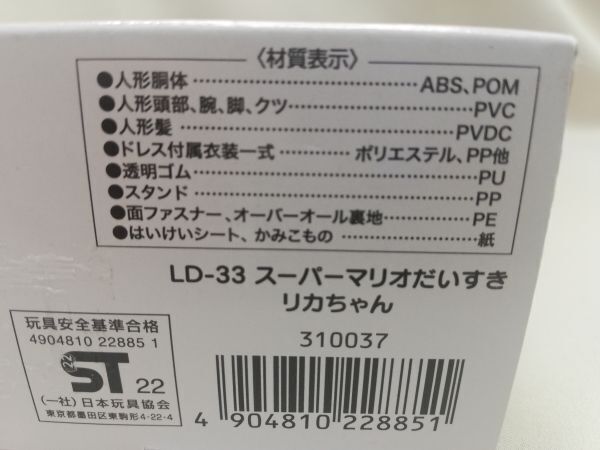 〈材質表示〉
●人形胴体 ABS、POM
●人形頭部、腕、脚、クツ PVC
●人形髪 PVDC
●ドレス付属衣装一式 ポリエステル、PP他
●透明ゴム PU
●スタンド PP
●面ファスナー、オーバーオール裏地 PE
●はいけいシート、かみこもの 紙
LD-33 スーパーマリオだいすき
リカちゃん
310037
4 904810 228851
玩具安全基準合格
4904810 22885 1
ST 22
(一社)日本玩具協会
東京都墨田区東駒形4-22-4